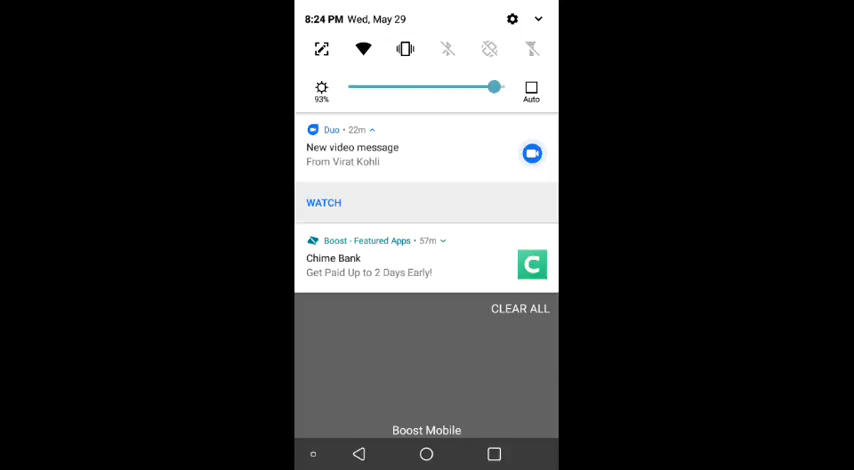 8:24 PM Wed, May 29
93%
Auto
Duo • 22m
New video message
From Virat Kohli
WATCH
Boost - Featured Apps • 57m
Chime Bank
Get Paid Up to 2 Days Early!
C
CLEAR ALL
Boost Mobile